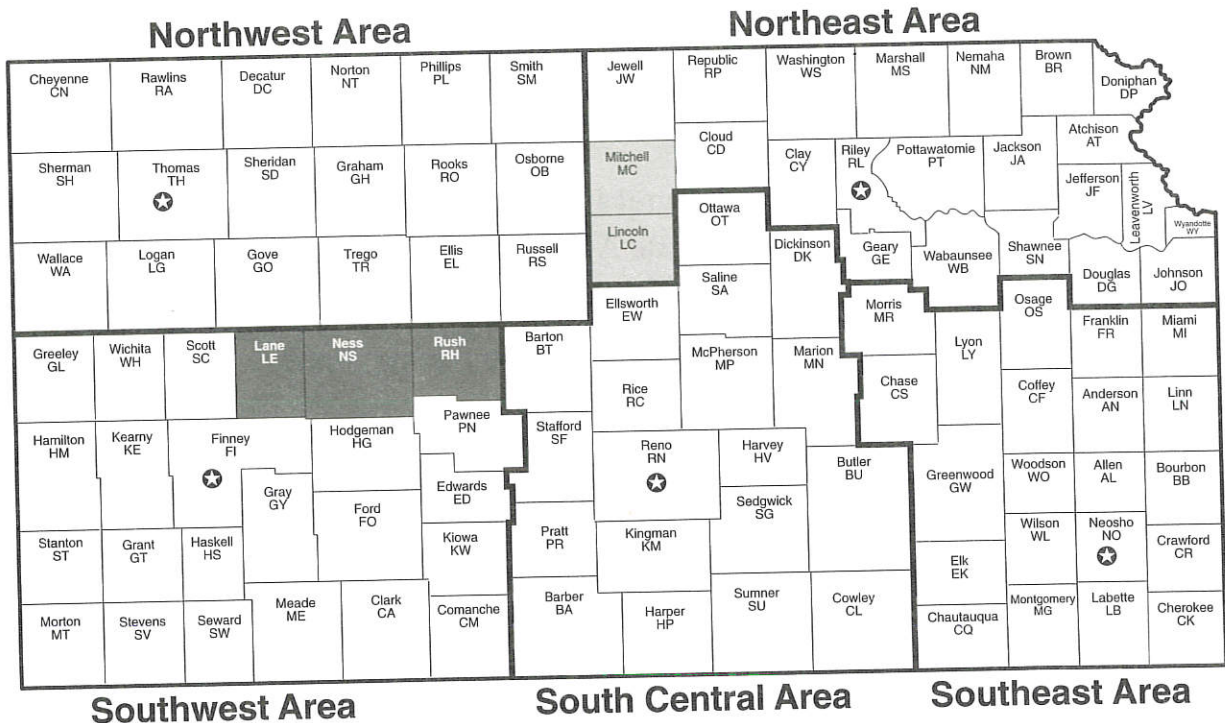 Northwest Area
Northeast Area
Cheyenne
CN
Rawlins
RA
Decatur
DC
Norton
NT
Phillips
PL
Smith
SM
Jewell
JW
Republic
RP
Washington
WS
Marshall
MS
Nemaha
NM
Brown
BR
Doniphan
DP
Sherman
SH
Thomas
TH
Sheridan
SD
Graham
GH
Rooks
RO
Osborne
OB
Mitchell
MC
Cloud
CD
Clay
CY
Riley
RL
Pottawatomie
PT
Jackson
JA
Atchison
AT
Jefferson
JF
Leavenworth
LV
Wyandotte
WY
Wallace
WA
Logan
LG
Gove
GO
Trego
TR
Ellis
EL
Russell
RS
Lincoln
LC
Ottawa
OT
Dickinson
DK
Geary
GE
Wabaunsee
WB
Shawnee
SN
Douglas
DG
Johnson
JO
Greeley
GL
Wichita
WH
Scott
SC
Lane
LE
Ness
NS
Rush
RH
Barton
BT
Ellsworth
EW
Saline
SA
Morris
MR
Osage
OS
Franklin
FR
Miami
MI
Rice
RC
McPherson
MP
Marion
MN
Chase
CS
Lyon
LY
Coffey
CF
Anderson
AN
Linn
LN
Hamilton
HM
Kearny
KE
Finney
FI
Hodgeman
HG
Pawnee
PN
Stafford
SF
Reno
RN
Harvey
HV
Butler
BU
Greenwood
GW
Woodson
WO
Allen
AL
Bourbon
BB
Gray
GY
Ford
FO
Edwards
ED
Sedgwick
SG
Stanton
ST
Grant
GT
Haskell
HS
Kiowa
KW
Pratt
PR
Kingman
KM
Elk
EK
Wilson
WL
Neosho
NO
Crawford
CR
Morton
MT
Stevens
SV
Seward
SW
Meade
ME
Clark
CA
Comanche
CM
Barber
BA
Harper
HP
Sumner
SU
Cowley
CL
Chautauqua
CQ
Montgomery
MG
Labette
LB
Cherokee
CK
Southwest Area
South Central Area
Southeast Area